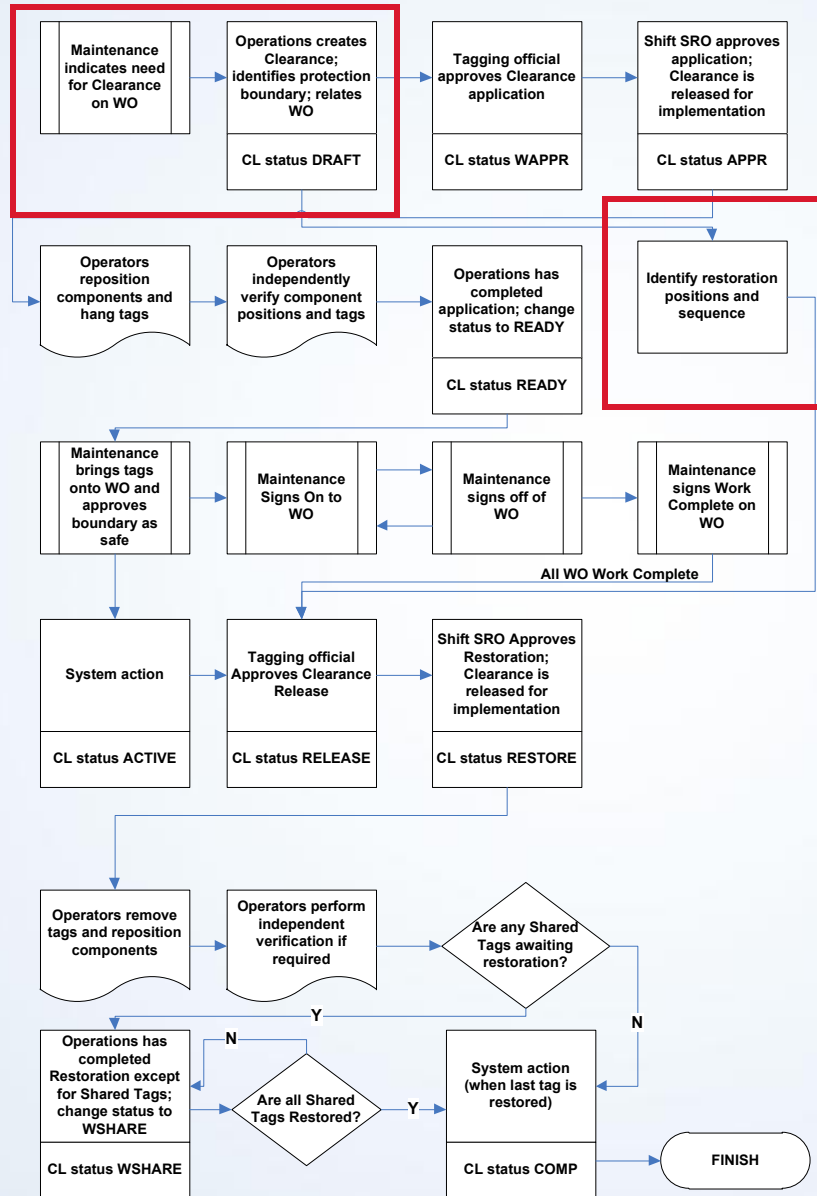 Maintenance
indicates need
for Clearance
on WO
Operations creates
Clearance;
identifies protection
boundary; relates
WO
CL status DRAFT
Tagging official
approves Clearance
application
CL status WAPPR
Shift SRO approves
application;
Clearance is
released for
implementation
CL status APPR
Operators
reposition
components and
hang tags
Operators
independently
verify component
positions and tags
Operations has
completed
application; change
status to READY
CL status READY
Identify restoration
positions and
sequence
Maintenance
brings tags
onto WO and
approves
boundary as
safe
Maintenance
Signs On to
WO
Maintenance
signs off of
WO
Maintenance
signs Work
Complete on
WO
All WO Work Complete
System action
CL status ACTIVE
Tagging official
Approves Clearance
Release
CL status RELEASE
Shift SRO Approves
Restoration;
Clearance is
released for
implementation
CL status RESTORE
Operators remove
tags and reposition
components
Operators perform
independent
verification if
required
Are any Shared
Tags awaiting
restoration?
Y
N
Operations has
completed
Restoration except
for Shared Tags;
change status to
WSHARE
CL status WSHARE
N
Are all Shared
Tags Restored?
Y
System action
(when last tag is
restored)
CL status COMP
FINISH